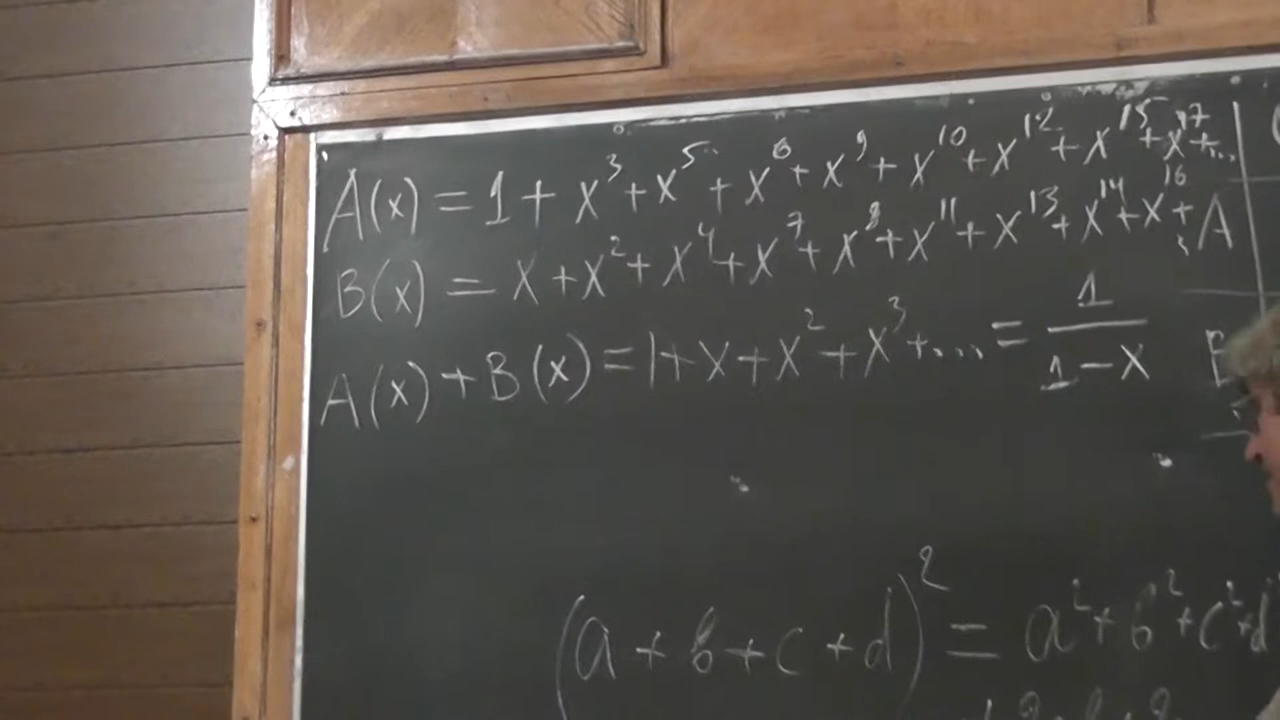 A(x) = 1 + x³ + x⁵ + x⁶ + x⁹ + x¹⁰ + x¹² + x¹⁵ + x¹⁷ + ...
B(x) = x + x² + x⁴ + x⁷ + x⁸ + x¹¹ + x¹³ + x¹⁴ + x¹⁶ +
A(x) + B(x) = 1 + x + x² + x³ + ... = 1/(1-x)
(a + b + c + d)² = a² + b² + c² + d